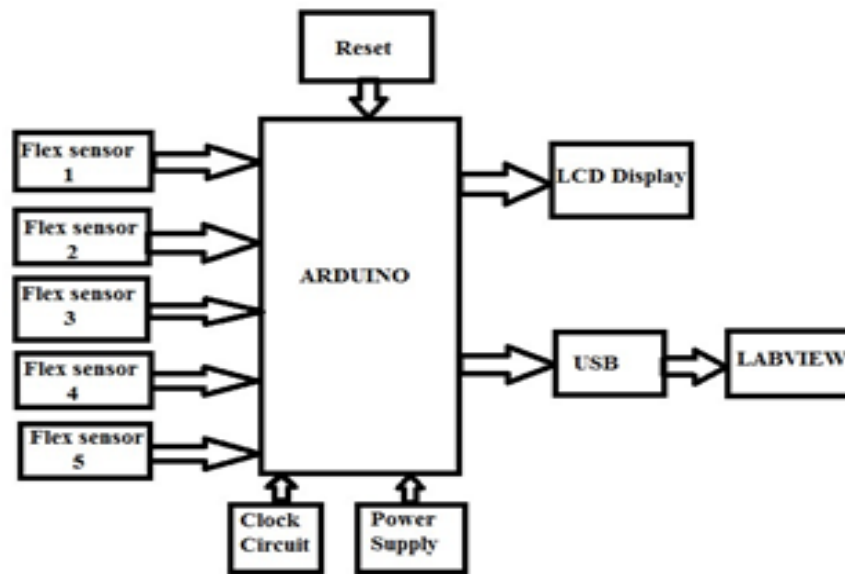 Reset
Flex sensor
1
Flex sensor
2
Flex sensor
3
Flex sensor
4
Flex sensor
5
ARDUINO
LCD Display
USB
LABVIEW
Clock
Circuit
Power
Supply